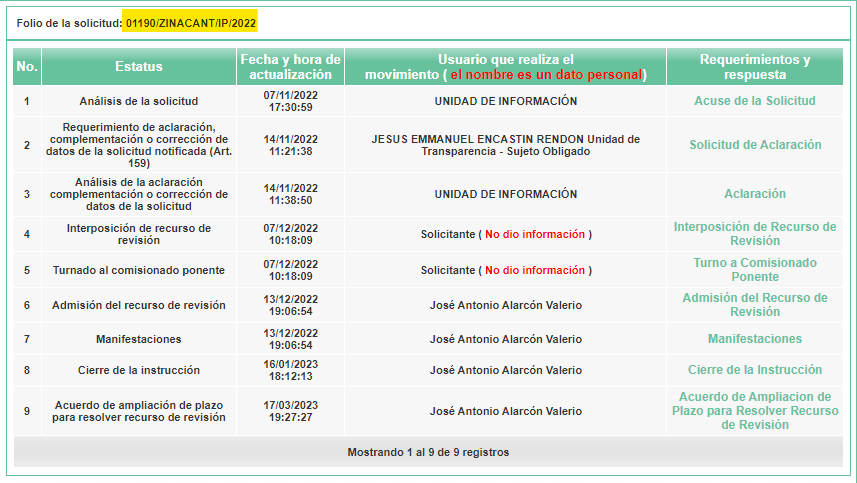 Folio de la solicitud: 01190/ZINACANT/IP/2022
No.
Estatus
Fecha y hora de
actualización
Usuario que realiza el
movimiento ( el nombre es un dato personal)
Requerimientos y
respuesta
1
Análisis de la solicitud
07/11/2022
17:30:59
UNIDAD DE INFORMACIÓN
Acuse de la Solicitud
2
Requerimiento de aclaración,
complementación o corrección de
datos de la solicitud notificada (Art.
159)
14/11/2022
11:21:38
JESUS EMMANUEL ENCASTIN RENDON Unidad de
Transparencia - Sujeto Obligado
Solicitud de Aclaración
3
Análisis de la aclaración
complementación o corrección de
datos de la solicitud
14/11/2022
11:38:50
UNIDAD DE INFORMACIÓN
Aclaración
4
Interposición de recurso de
revisión
07/12/2022
10:18:09
Solicitante ( No dio información )
Interposición de Recurso de
Revisión
5
Turnado al comisionado ponente
07/12/2022
10:18:09
Solicitante ( No dio información )
Turno a Comisionado
Ponente
6
Admisión del recurso de revisión
13/12/2022
19:06:54
José Antonio Alarcón Valerio
Admisión del Recurso de
Revisión
7
Manifestaciones
13/12/2022
19:06:54
José Antonio Alarcón Valerio
Manifestaciones
8
Cierre de la instrucción
16/01/2023
18:12:13
José Antonio Alarcón Valerio
Cierre de la Instrucción
9
Acuerdo de ampliación de plazo
para resolver recurso de revisión
17/03/2023
19:27:27
José Antonio Alarcón Valerio
Acuerdo de Ampliacion de
Plazo para Resolver Recurso
de Revisión
Mostrando 1 al 9 de 9 registros